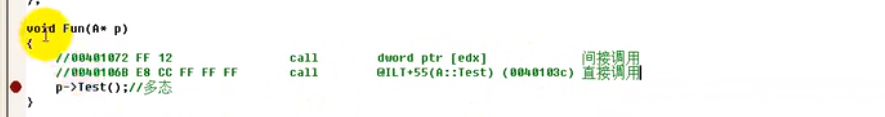 };
void Fun(A* p)
{
//00401072 FF 12 call dword ptr [edx] 间接调用
//0040106B E8 CC FF FF FF call @ILT+55(A::Test) (0040103c) 直接调用
p->Test();//多态
}